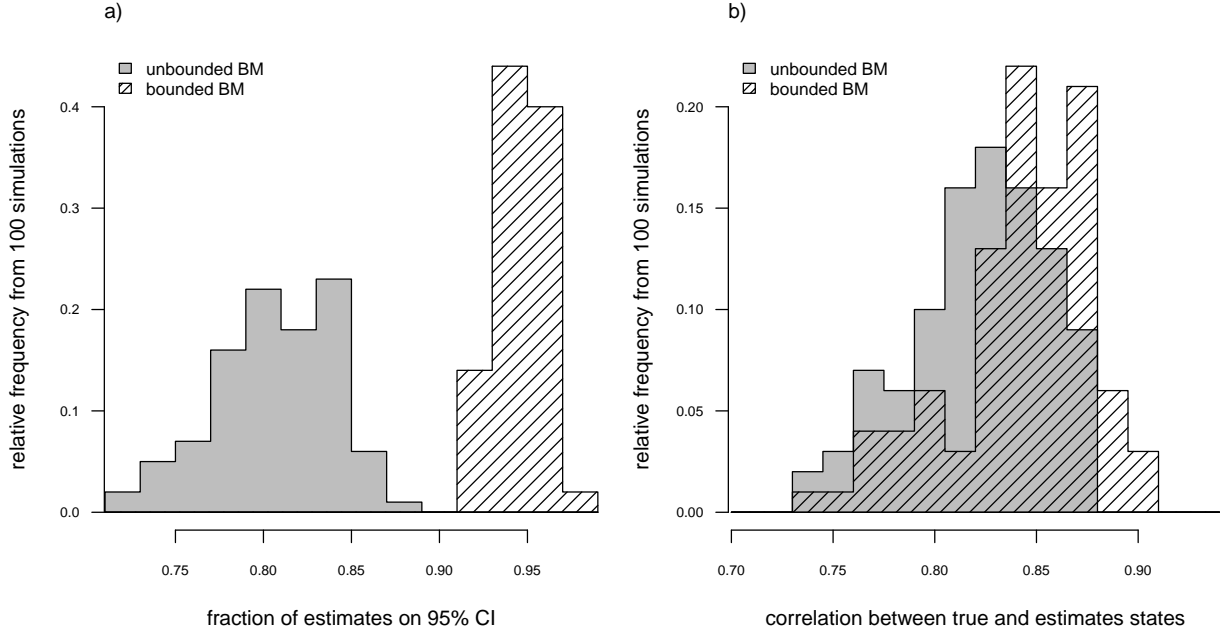 a)
unbounded BM
bounded BM
relative frequency from 100 simulations
0.4
0.3
0.2
0.1
0.0
0.75 0.80 0.85 0.90 0.95
fraction of estimates on 95% CI
b)
unbounded BM
bounded BM
relative frequency from 100 simulations
0.20
0.15
0.10
0.05
0.00
0.70 0.75 0.80 0.85 0.90
correlation between true and estimates states